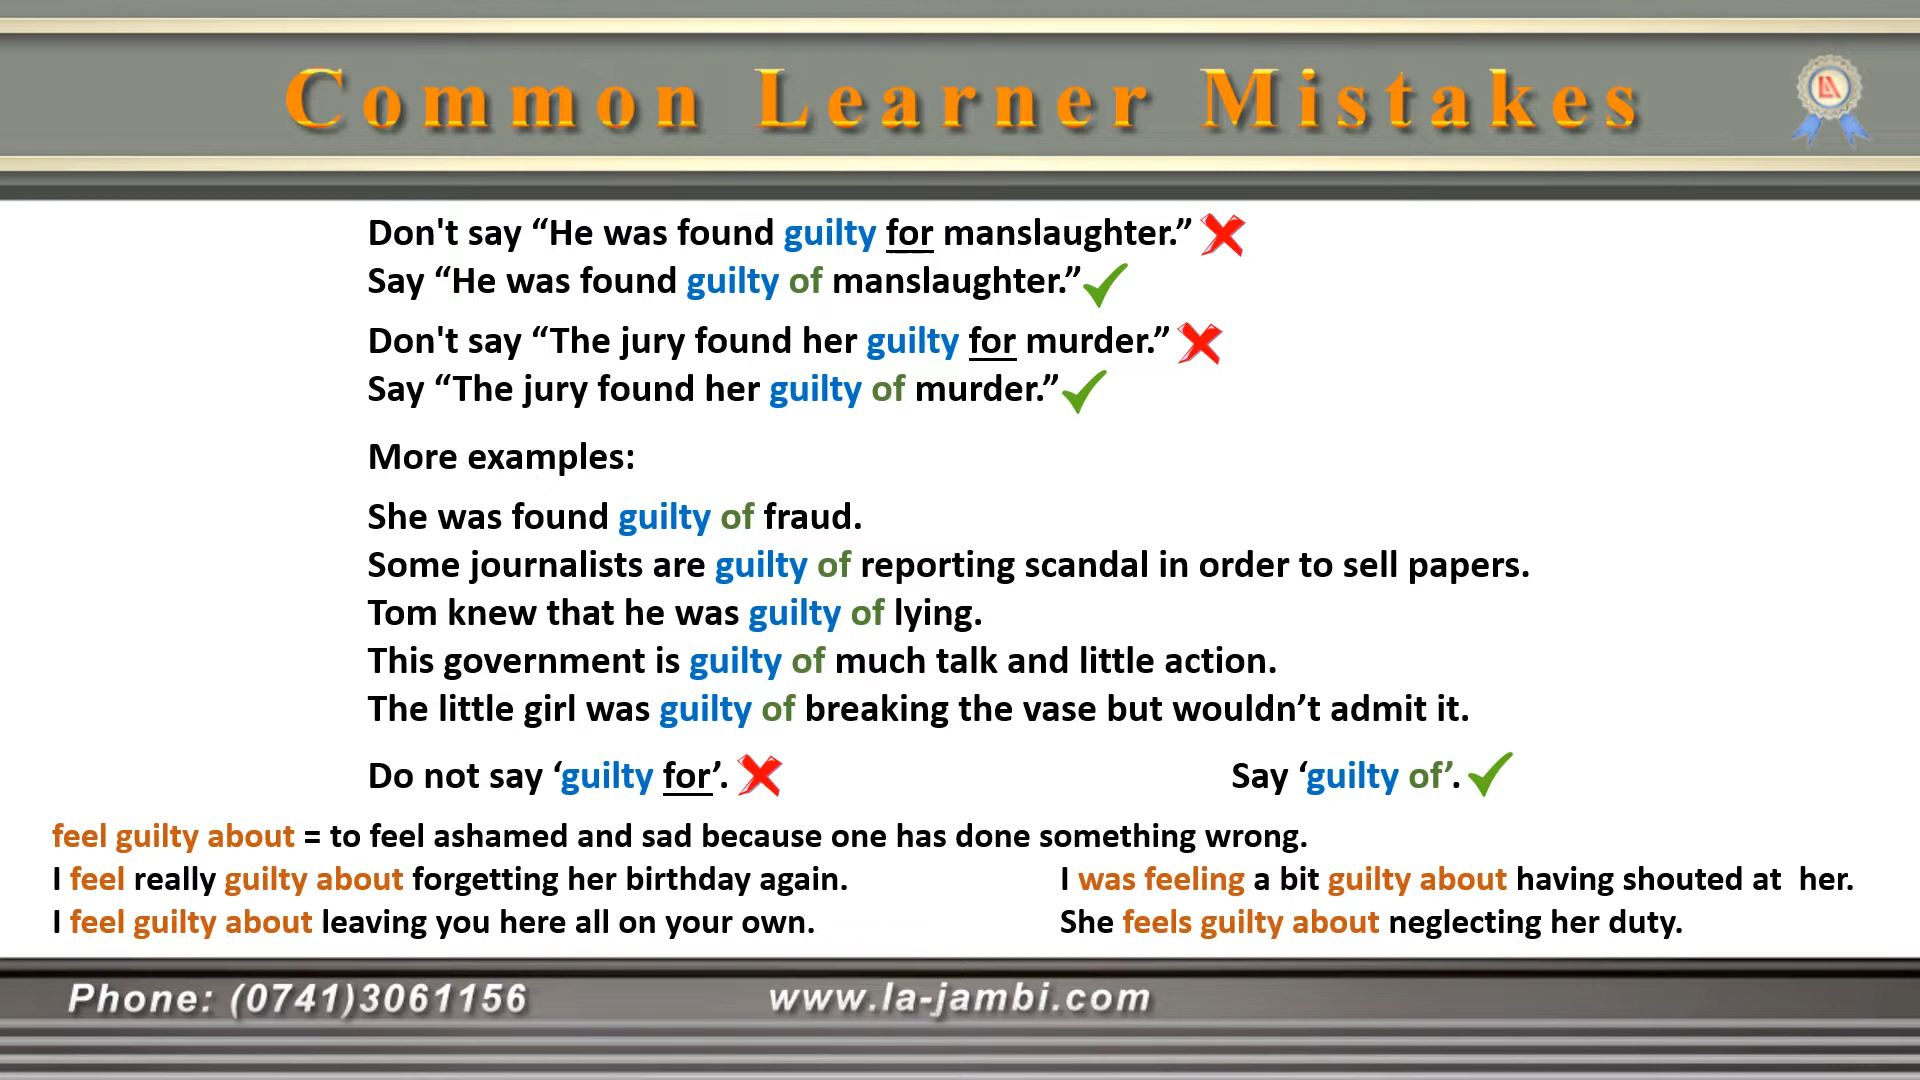 Common Learner Mistakes
LA
Don't say “He was found guilty for manslaughter.”
Say “He was found guilty of manslaughter.”
Don't say “The jury found her guilty for murder.”
Say “The jury found her guilty of murder.”
More examples:
She was found guilty of fraud.
Some journalists are guilty of reporting scandal in order to sell papers.
Tom knew that he was guilty of lying.
This government is guilty of much talk and little action.
The little girl was guilty of breaking the vase but wouldn’t admit it.
Do not say ‘guilty for’. Say ‘guilty of’.
feel guilty about = to feel ashamed and sad because one has done something wrong.
I feel really guilty about forgetting her birthday again. I was feeling a bit guilty about having shouted at her.
I feel guilty about leaving you here all on your own. She feels guilty about neglecting her duty.
Phone: (0741)3061156 www.la-jambi.com